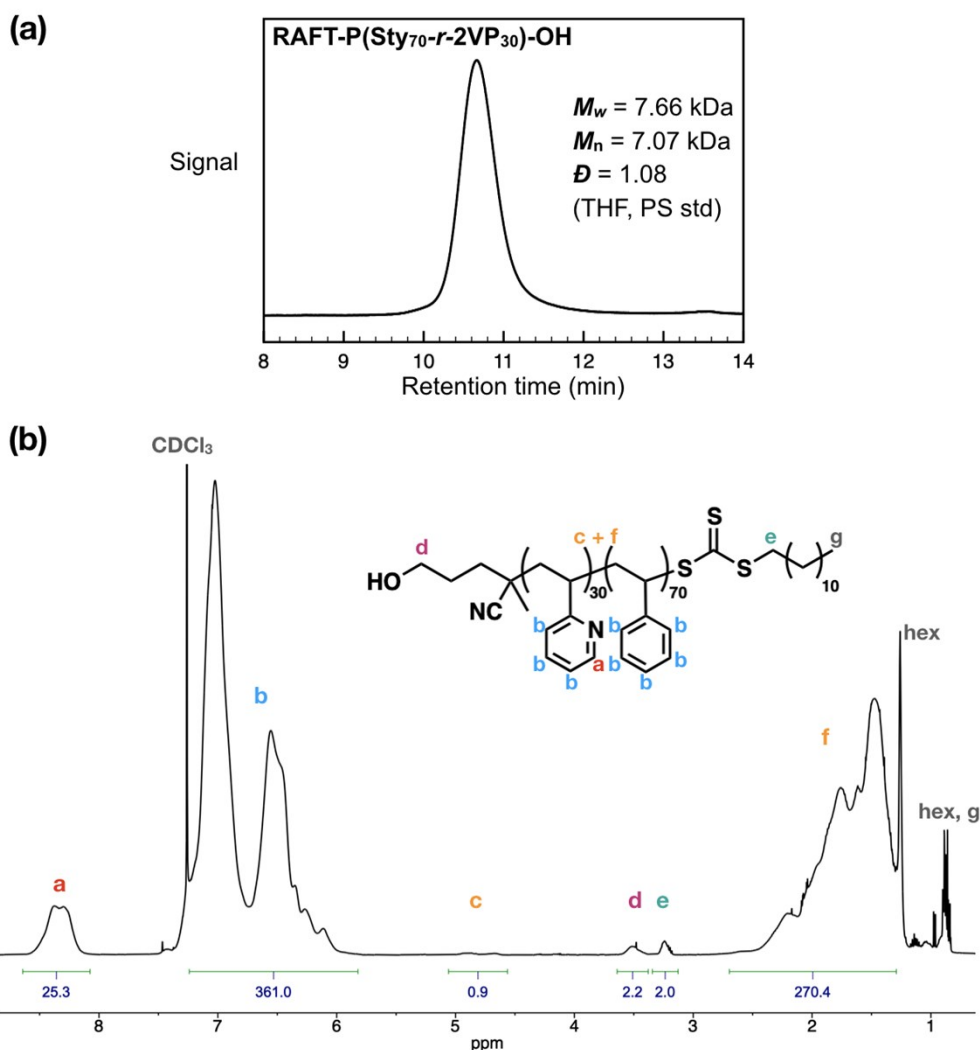 (a)
RAFT-P(Sty70-r-2VP30)-OH
Mw = 7.66 kDa
Mn = 7.07 kDa
Đ = 1.08
(THF, PS std)
Signal
8 9 10 11 12 13 14
Retention time (min)
(b)
CDCl3
S
c + f
e
g
d
HO
30
70
S
S
10
NC
b
N
b
b
b
a
b
b
b
b
hex
b
f
hex, g
a
c
d
e
25.3
361.0
0.9
2.2
2.0
270.4
8 7 6 5 4 3 2 1
ppm